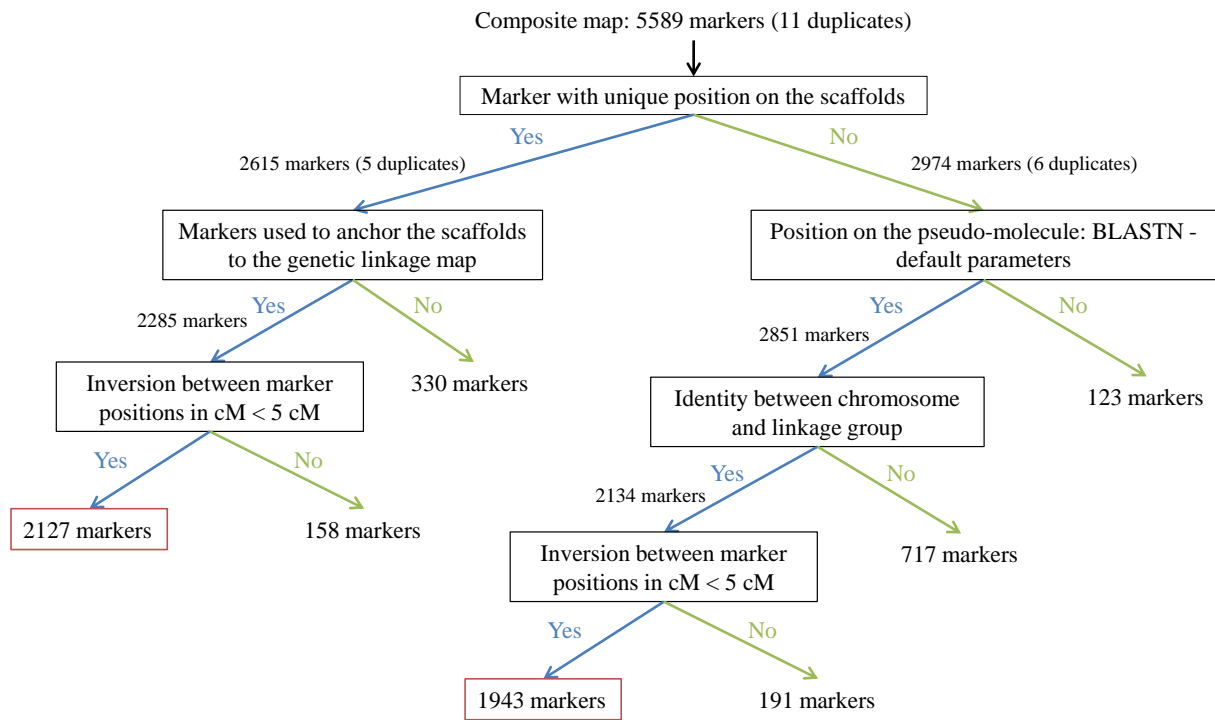 Composite map: 5589 markers (11 duplicates)
Marker with unique position on the scaffolds
Yes
No
2615 markers (5 duplicates)
2974 markers (6 duplicates)
Markers used to anchor the scaffolds
to the genetic linkage map
Position on the pseudo-molecule: BLASTN -
default parameters
Yes
No
2285 markers
Yes
No
2851 markers
Inversion between marker
positions in cM < 5 cM
330 markers
Identity between chromosome
and linkage group
123 markers
Yes
No
2127 markers
158 markers
Yes
No
2134 markers
Inversion between marker
positions in cM < 5 cM
717 markers
Yes
No
1943 markers
191 markers